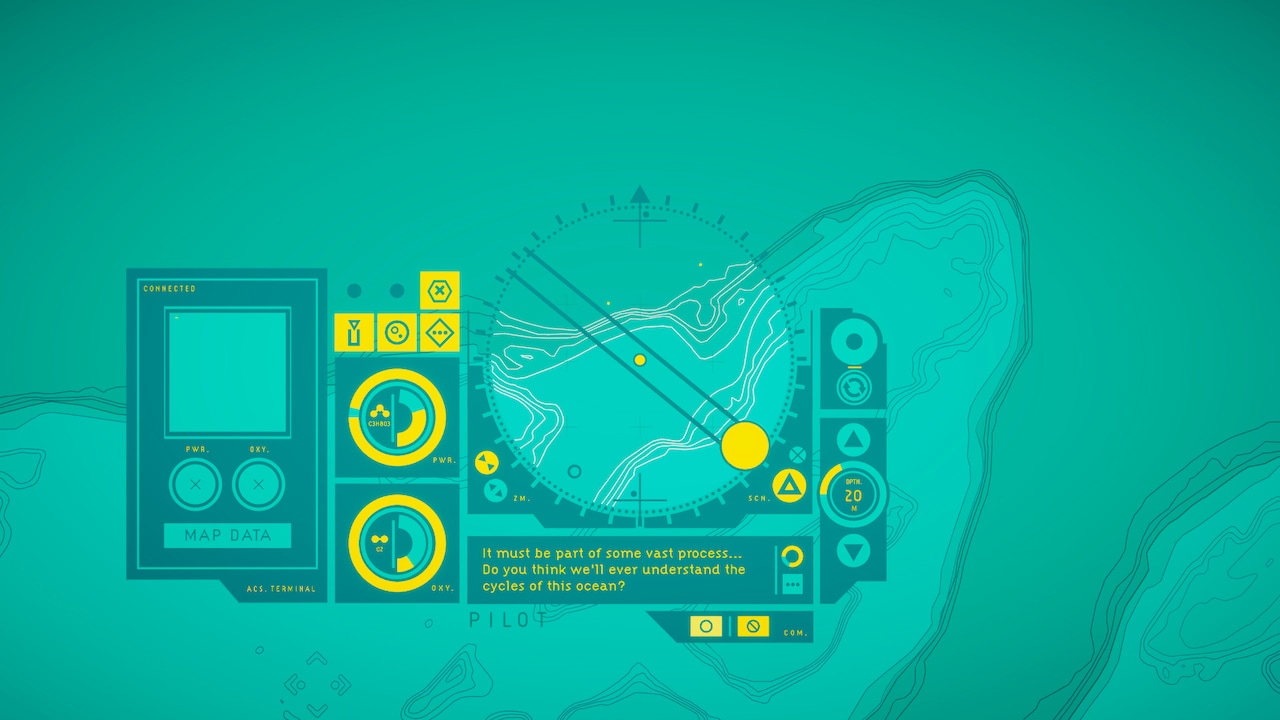 CONNECTED
PWR. OXY.
MAP DATA
ACS. TERMINAL
C3H8O3
PWR.
O2
OXY.
ZM.
SCN.
DPTH.
20
M
It must be part of some vast process...
Do you think we'll ever understand the
cycles of this ocean?
PILOT
COM.